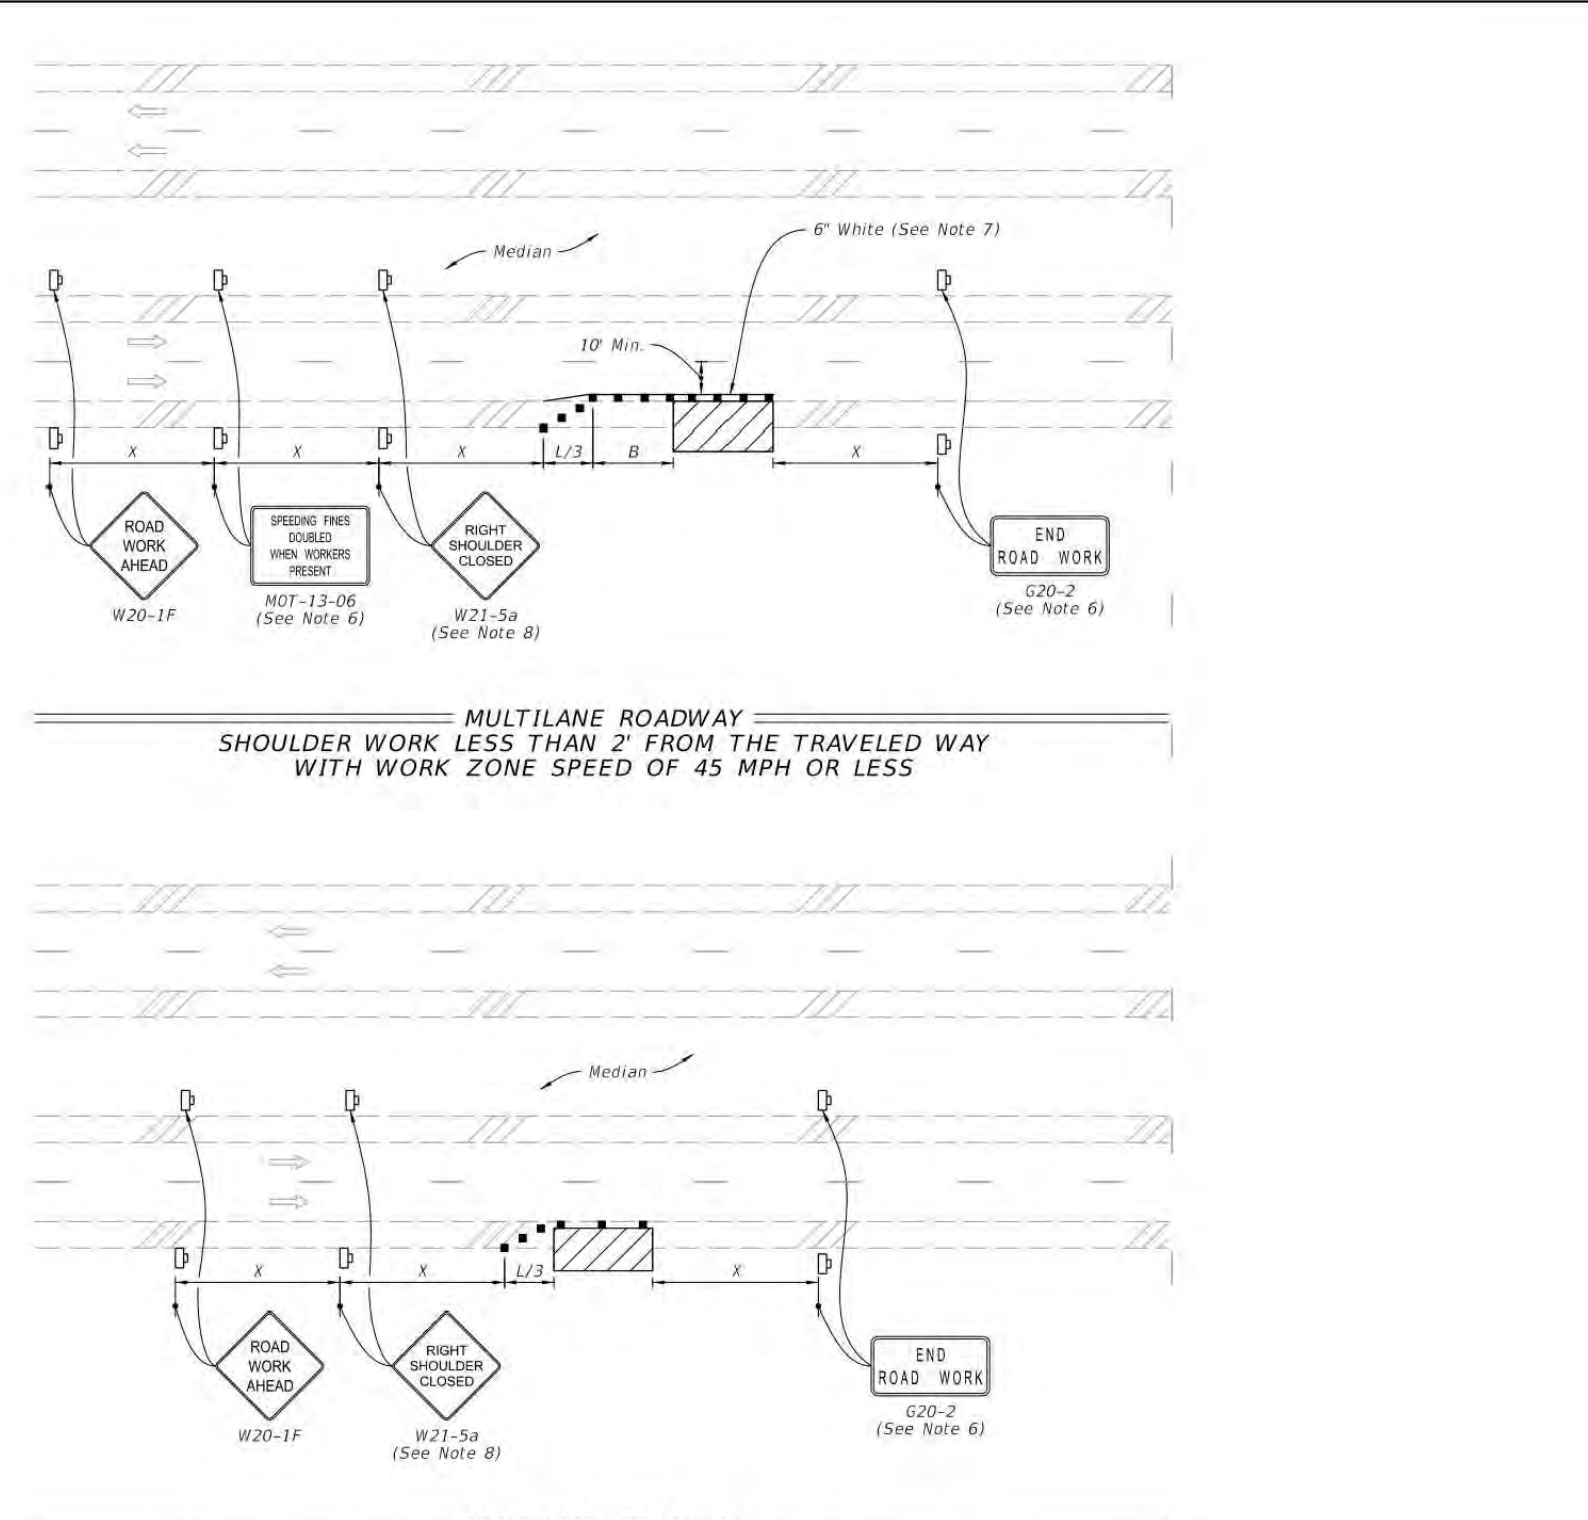 6" White (See Note 7)
Median
10' Min.
X
X
X
L/3
B
X
ROAD
WORK
AHEAD
W20-1F
SPEEDING FINES
DOUBLED
WHEN WORKERS
PRESENT
MOT-13-06
(See Note 6)
RIGHT
SHOULDER
CLOSED
W21-5a
(See Note 8)
END
ROAD WORK
G20-2
(See Note 6)
MULTILANE ROADWAY
SHOULDER WORK LESS THAN 2' FROM THE TRAVELED WAY
WITH WORK ZONE SPEED OF 45 MPH OR LESS
Median
X
X
L/3
X
ROAD
WORK
AHEAD
W20-1F
RIGHT
SHOULDER
CLOSED
W21-5a
(See Note 8)
END
ROAD WORK
G20-2
(See Note 6)